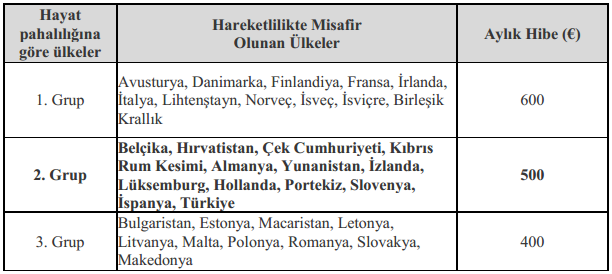 Hayat
pahalılığına
göre ülkeler
Hareketlilikte Misafir
Olunan Ülkeler
Aylık Hibe (€)
1. Grup
Avusturya, Danimarka, Finlandiya, Fransa, İrlanda,
İtalya, Lihtenştayn, Norveç, İsveç, İsviçre, Birleşik
Krallık
600
2. Grup
Belçika, Hırvatistan, Çek Cumhuriyeti, Kıbrıs
Rum Kesimi, Almanya, Yunanistan, İzlanda,
Lüksemburg, Hollanda, Portekiz, Slovenya,
İspanya, Türkiye
500
3. Grup
Bulgaristan, Estonya, Macaristan, Letonya,
Litvanya, Malta, Polonya, Romanya, Slovakya,
Makedonya
400